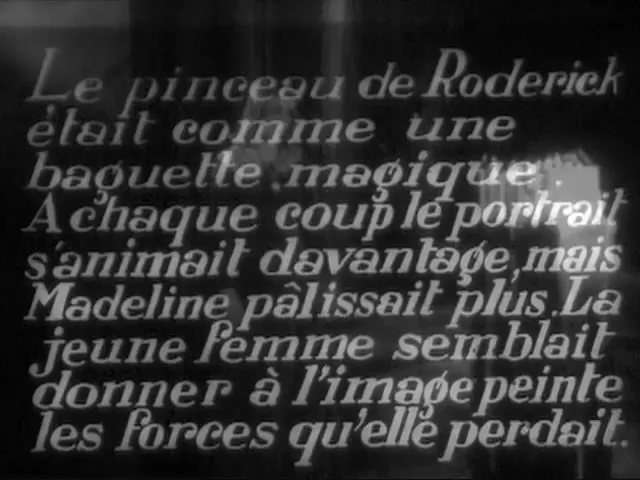 Le pinceau de Roderick
était comme une
baguette magique.
A chaque coup le portrait
s'animait davantage, mais
Madeline pâlissait plus. La
jeune femme semblait
donner à l'image peinte
les forces qu'elle perdait.